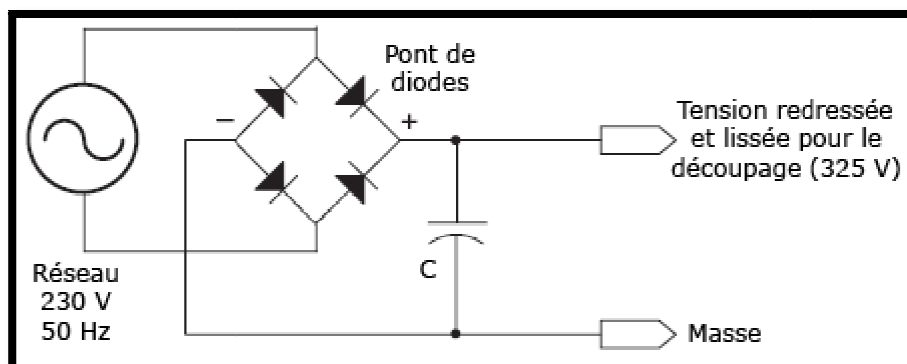 Pont de
diodes
−
+
Tension redressée
et lissée pour le
découpage (325 V)
C
Réseau
230 V
50 Hz
Masse